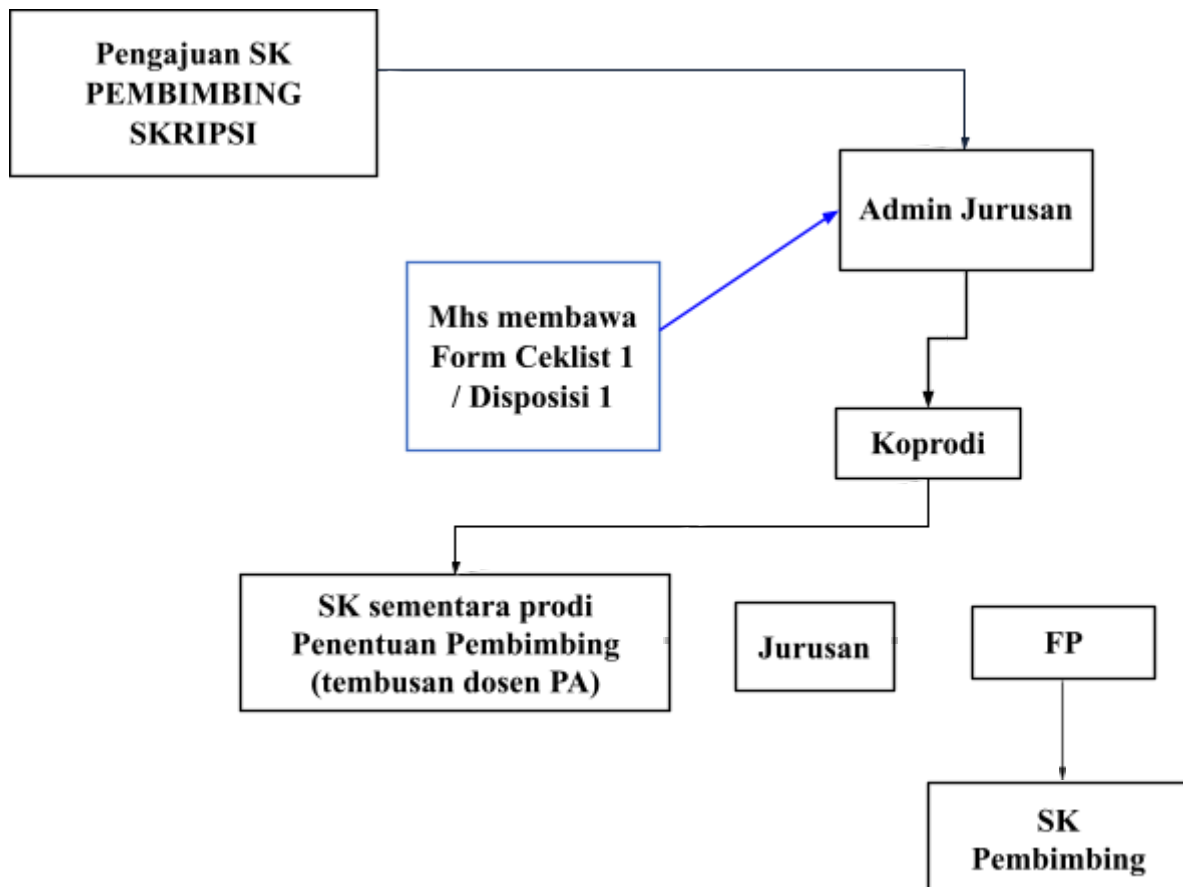 Pengajuan SK
PEMBIMBING
SKRIPSI
Admin Jurusan
Mhs membawa
Form Ceklist 1
/ Disposisi 1
Koprodi
SK sementara prodi
Penentuan Pembimbing
(tembusan dosen PA)
Jurusan
FP
SK
Pembimbing